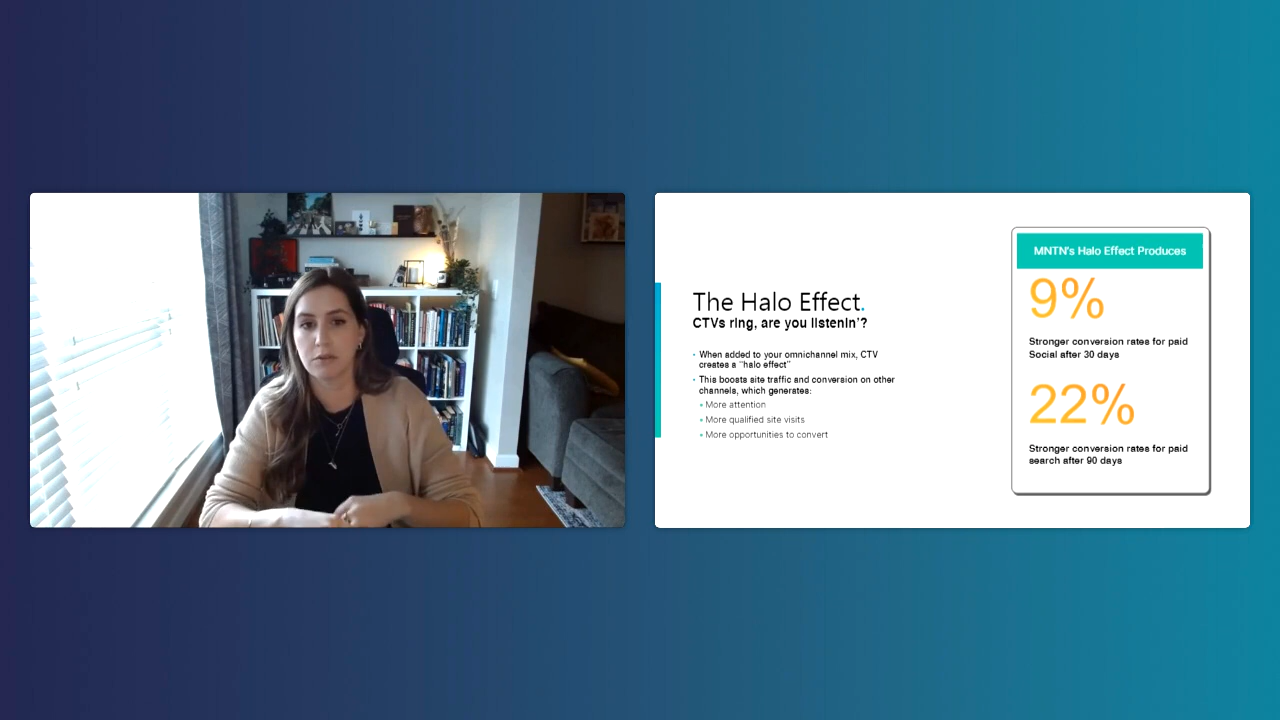 The Halo Effect.
CTVs ring, are you listenin'?
• When added to your omnichannel mix, CTV
creates a "halo effect"
• This boosts site traffic and conversion on other
channels, which generates:
• More attention
• More qualified site visits
• More opportunities to convert
MNTN's Halo Effect Produces
9%
Stronger conversion rates for paid
Social after 30 days
22%
Stronger conversion rates for paid
search after 90 days